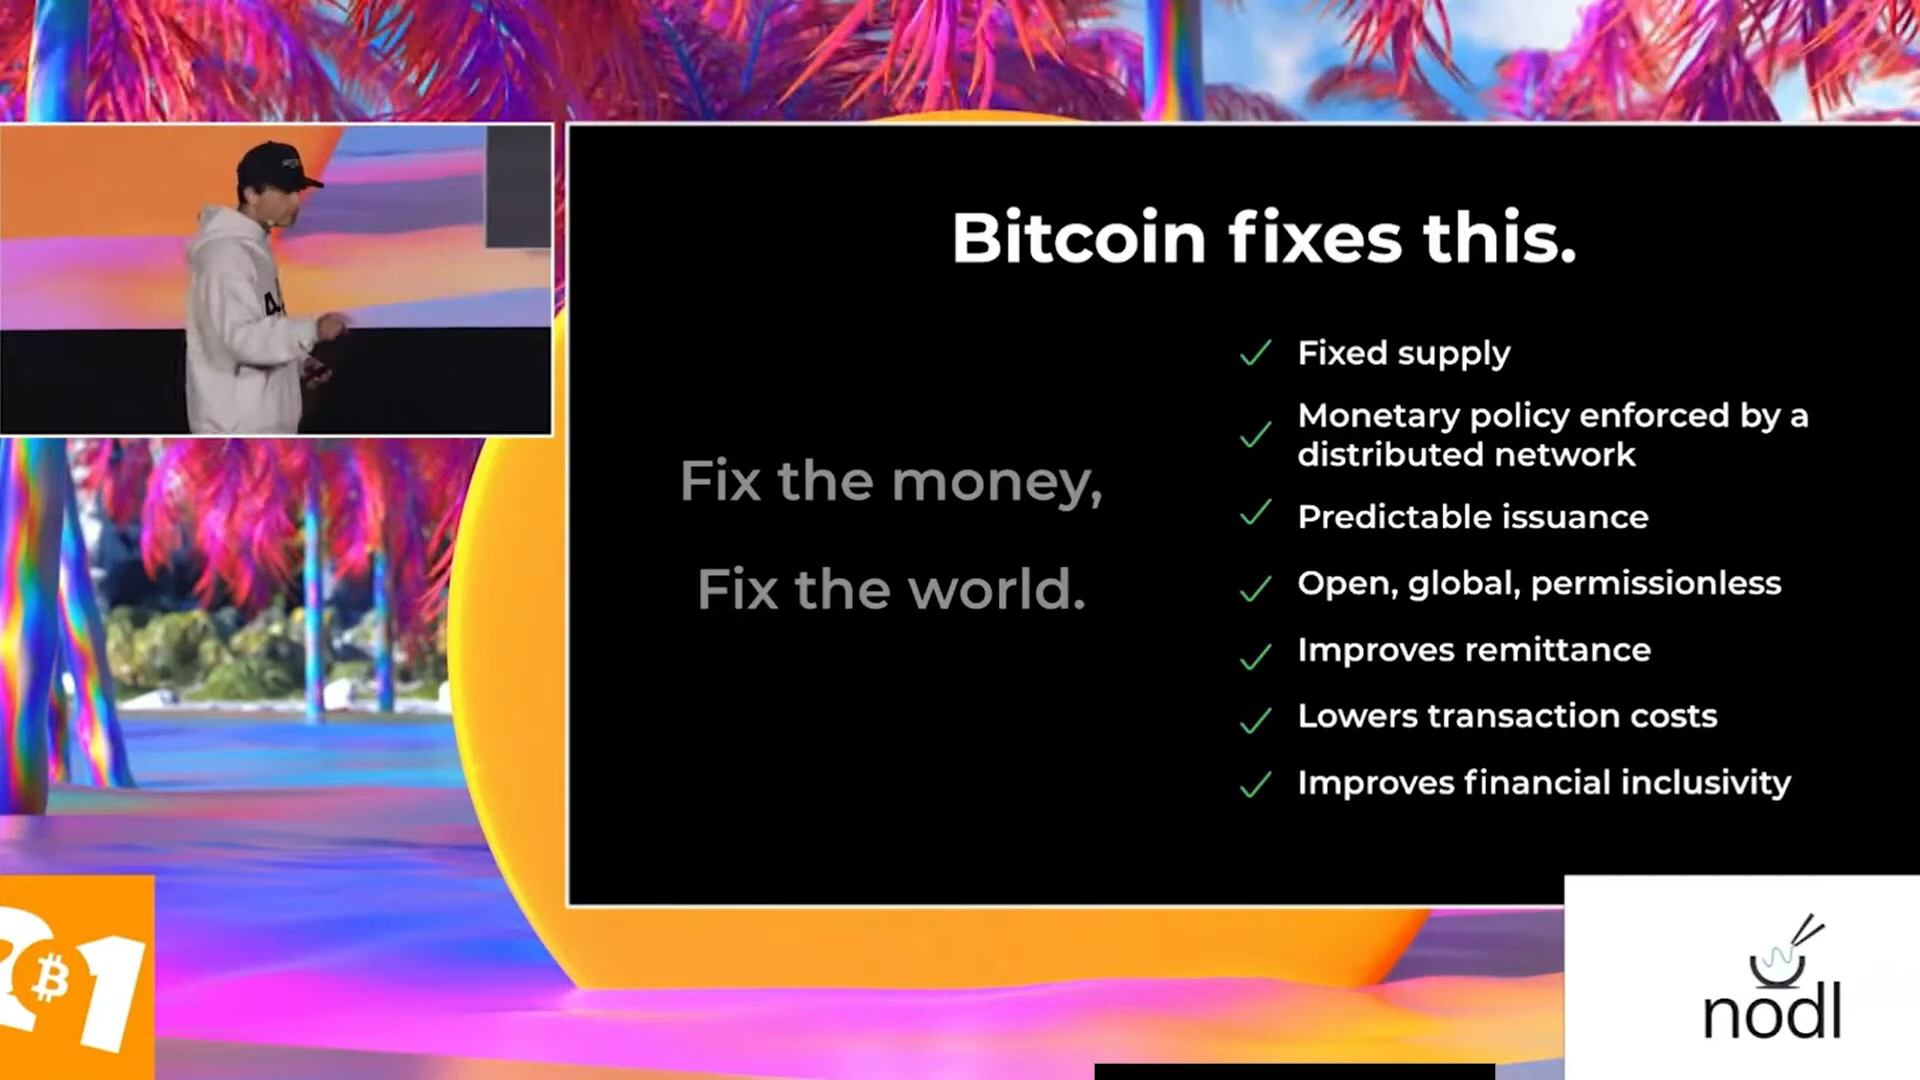 Bitcoin fixes this.
Fix the money,
Fix the world.
Fixed supply
Monetary policy enforced by a
distributed network
Predictable issuance
Open, global, permissionless
Improves remittance
Lowers transaction costs
Improves financial inclusivity
21
nodl